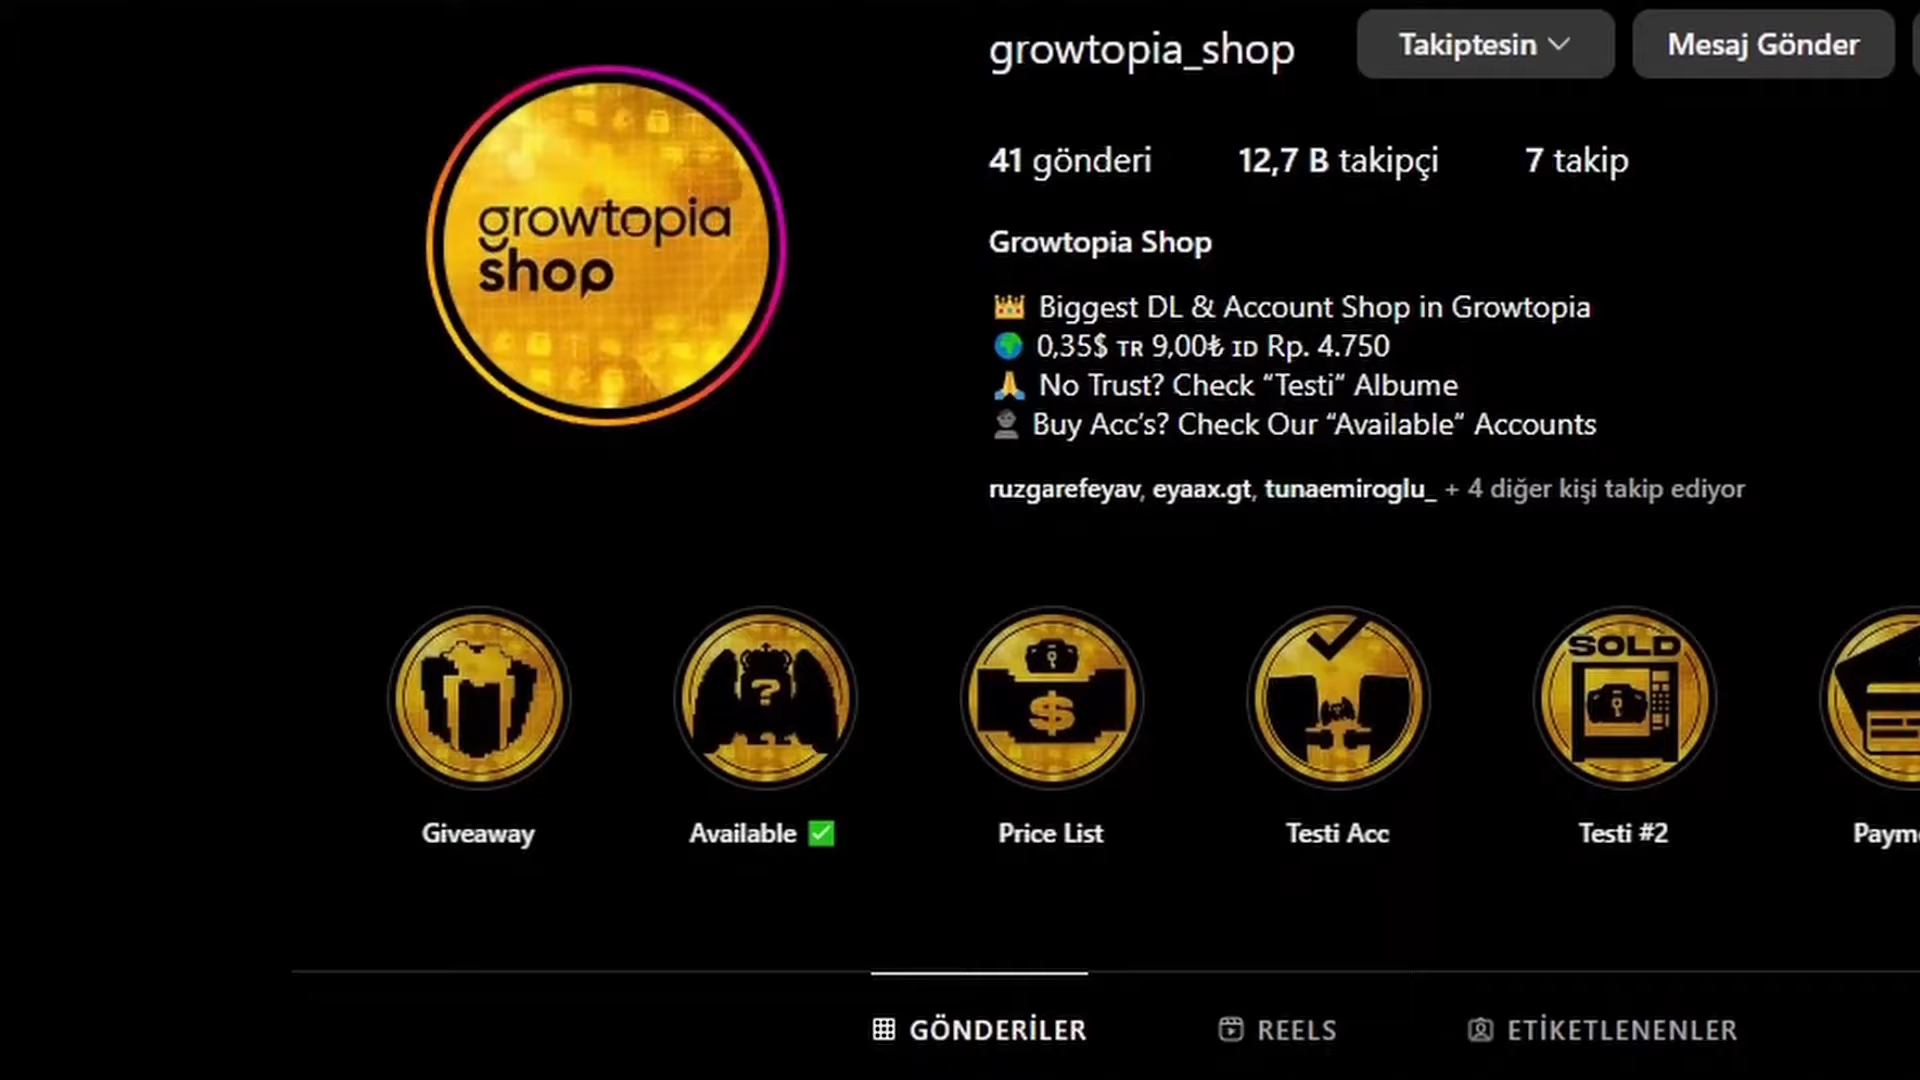 growtopia_shop
Takiptesin
Mesaj Gönder
41 gönderi
12,7 B takipçi
7 takip
growtopia
shop
Growtopia Shop
👑 Biggest DL & Account Shop in Growtopia
🌍 0,35$ TR 9,00₺ ID Rp. 4.750
🙏 No Trust? Check “Testi” Albume
👤 Buy Acc’s? Check Our “Available” Accounts
ruzgarefeyav, eyaax.gt, tunaemiroglu_ + 4 diğer kişi takip ediyor
SOLD
Giveaway
Available ✅
Price List
Testi Acc
Testi #2
GÖNDERİLER
REELS
ETİKETLENENLER